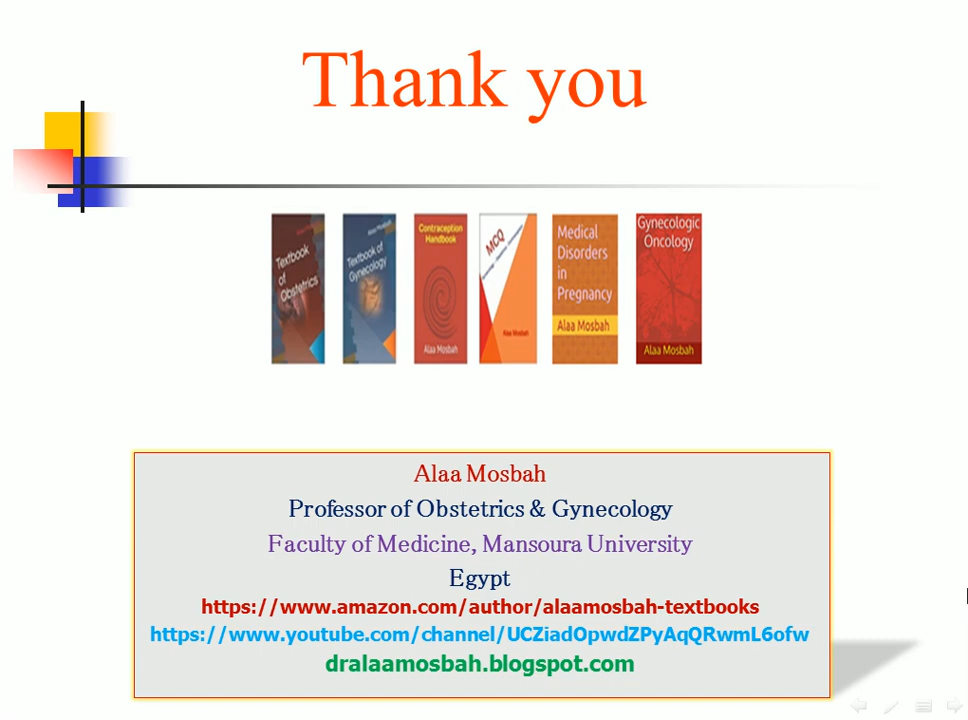 Thank you
Textbook
of
Obstetrics
Textbook of
Gynecology
Contraception
Handbook
Alaa Mosbah
MCQ
Alaa Mosbah
Medical
Disorders
in
Pregnancy
Alaa Mosbah
Gynecologic
Oncology
Alaa Mosbah
Alaa Mosbah
Professor of Obstetrics & Gynecology
Faculty of Medicine, Mansoura University
Egypt
https://www.amazon.com/author/alaamosbah-textbooks
https://www.youtube.com/channel/UCZiadOpwdZPyAqQRwmL6ofw
dralaamosbah.blogspot.com